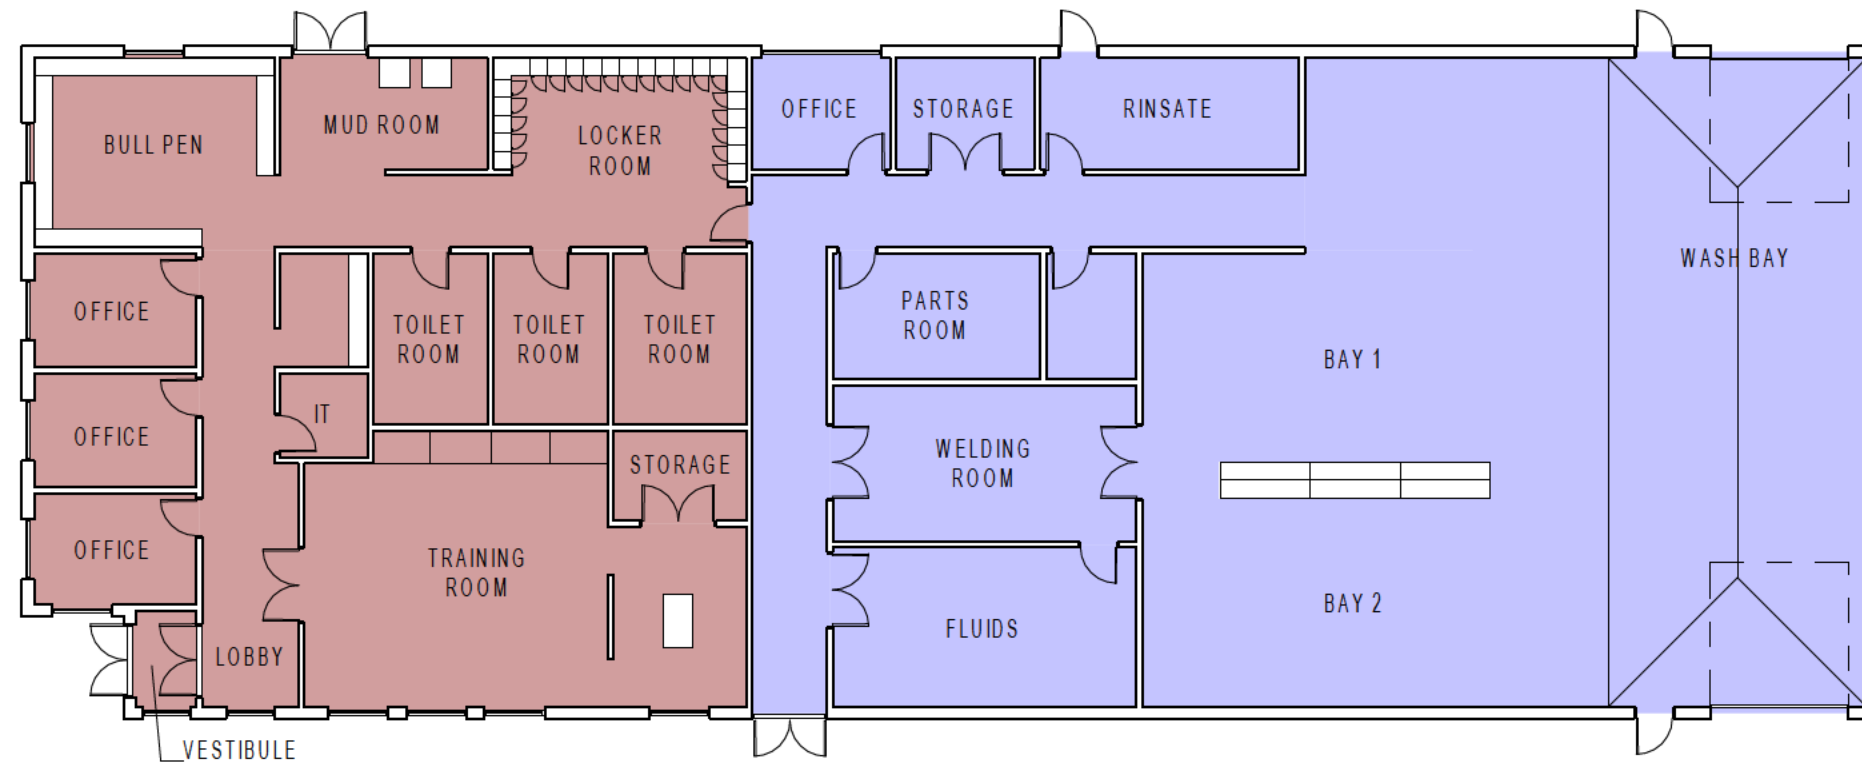 BULL PEN
MUD ROOM
LOCKER
ROOM
OFFICE
STORAGE
RINSATE
WASH BAY
OFFICE
TOILET
ROOM
TOILET
ROOM
TOILET
ROOM
PARTS
ROOM
BAY 1
IT
OFFICE
STORAGE
WELDING
ROOM
OFFICE
TRAINING
ROOM
BAY 2
FLUIDS
LOBBY
VESTIBULE